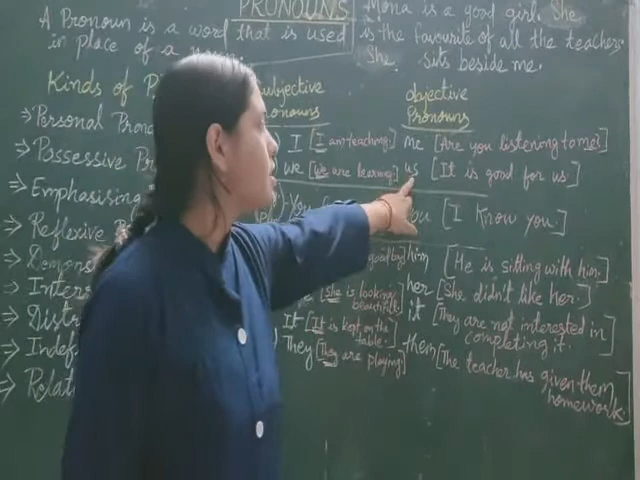 PRONOUNS
A Pronoun is a word that is used
in place of a
Mona is a good girl. She
is the favourite of all the teachers.
She sits beside me.
Kinds of
⇒ Personal
⇒ Possessive
⇒ Emphasising
⇒ Reflexive
⇒
⇒
⇒
⇒
⇒
subjective
Pronouns
I [I am teaching]
we [we are learning]
You
good boy]
[She is looking
beautiful]
It [It is kept on the
table.]
They [They are playing]
objective
Pronouns
Me [Are you listening to me]
us [It is good for us]
[I know you.]
him [He is sitting with him.]
her [She didn't like her.]
it [They are not interested in
completing it.]
them [The teacher has given them
homework.]